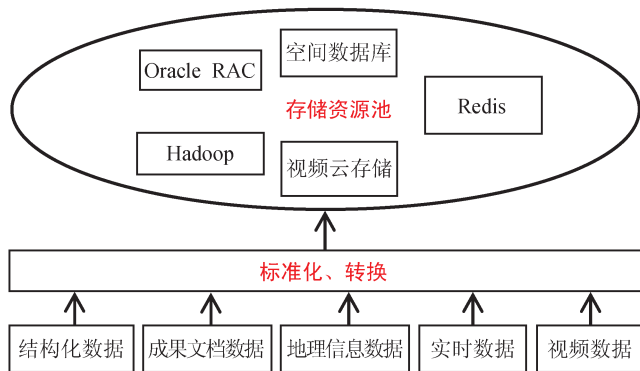 空间数据库
Oracle RAC
存储资源池
Redis
Hadoop
视频云存储
标准化、转换
结构化数据
成果文档数据
地理信息数据
实时数据
视频数据